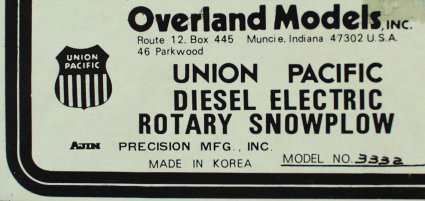 Overland Models, INC.
Route 12, Box 445 Muncie, Indiana 47302 U.S.A.
46 Parkwood
UNION
PACIFIC
UNION PACIFIC
DIESEL ELECTRIC
ROTARY SNOWPLOW
AJIN PRECISION MFG., INC.
MADE IN KOREA MODEL NO. 3332